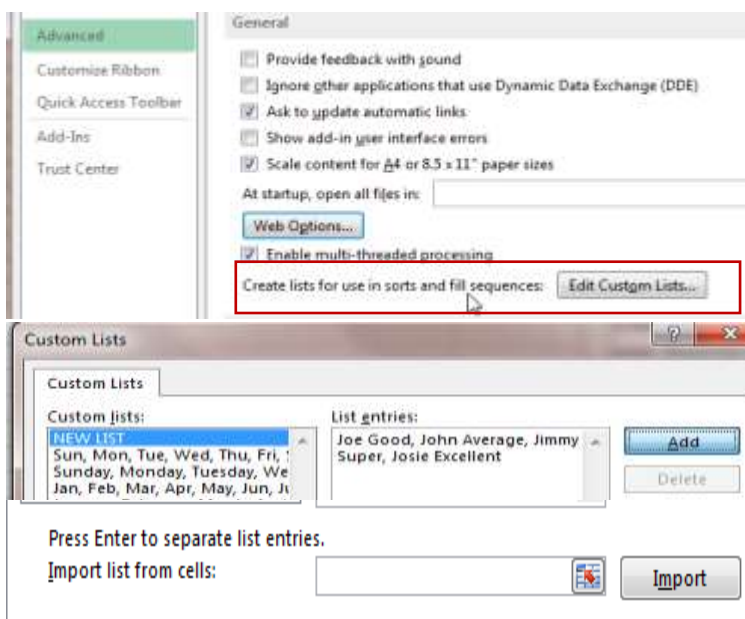 General
Advanced
Provide feedback with sound
Customize Ribbon
Ignore other applications that use Dynamic Data Exchange (DDE)
Quick Access Toolbar
Ask to update automatic links
Add-Ins
Show add-in user interface errors
Trust Center
Scale content for A4 or 8.5 x 11" paper sizes
At startup, open all files in:
Web Options...
Enable multi-threaded processing
Create lists for use in sorts and fill sequences: Edit Custom Lists...
Custom Lists
Custom Lists
Custom lists: List entries:
NEW LIST Joe Good, John Average, Jimmy Add
Sun, Mon, Tue, Wed, Thu, Fri, Super, Josie Excellent
Sunday, Monday, Tuesday, We Delete
Jan, Feb, Mar, Apr, May, Jun,
Press Enter to separate list entries.
Import list from cells: Import